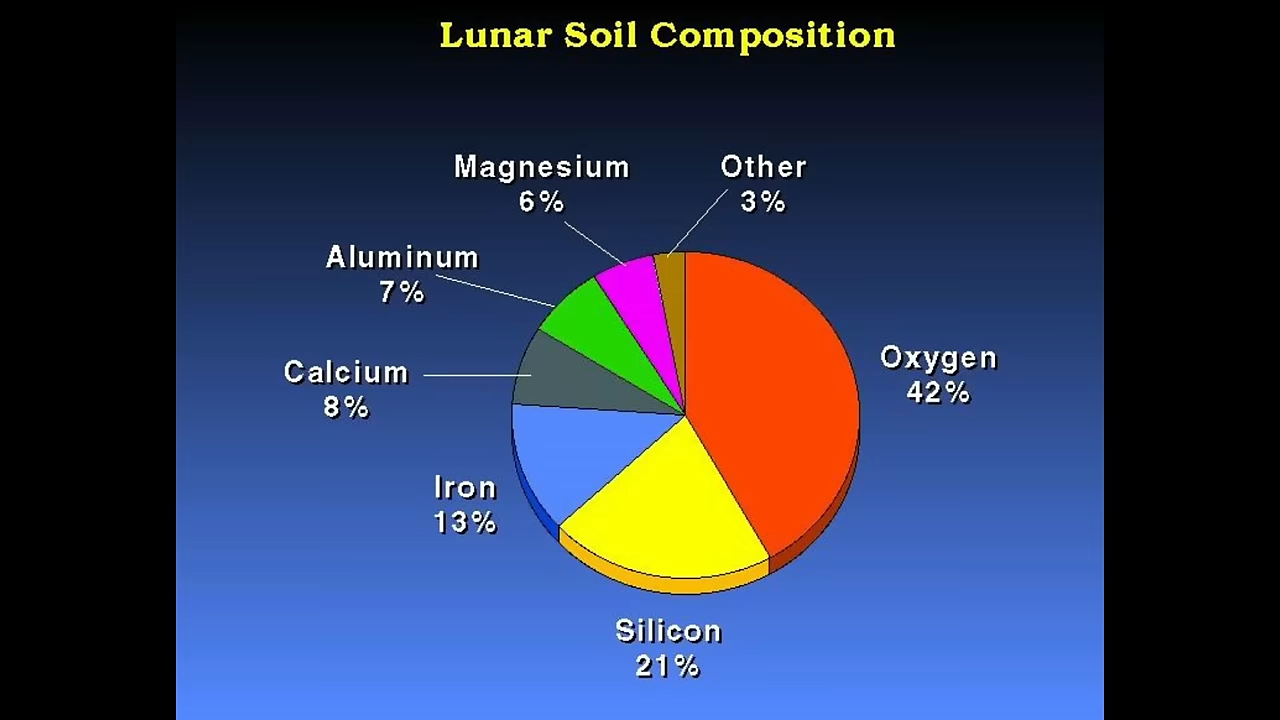 Lunar Soil Composition
Magnesium
6%
Other
3%
Aluminum
7%
Calcium
8%
Oxygen
42%
Iron
13%
Silicon
21%